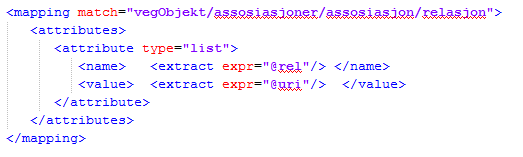 <mapping match="vegObjekt/assosiasjoner/assosiasjon/relasjon">
<attributes>
<attribute type="list">
<name> <extract expr="@rel"/> </name>
<value> <extract expr="@uri"/> </value>
</attribute>
</attributes>
</mapping>